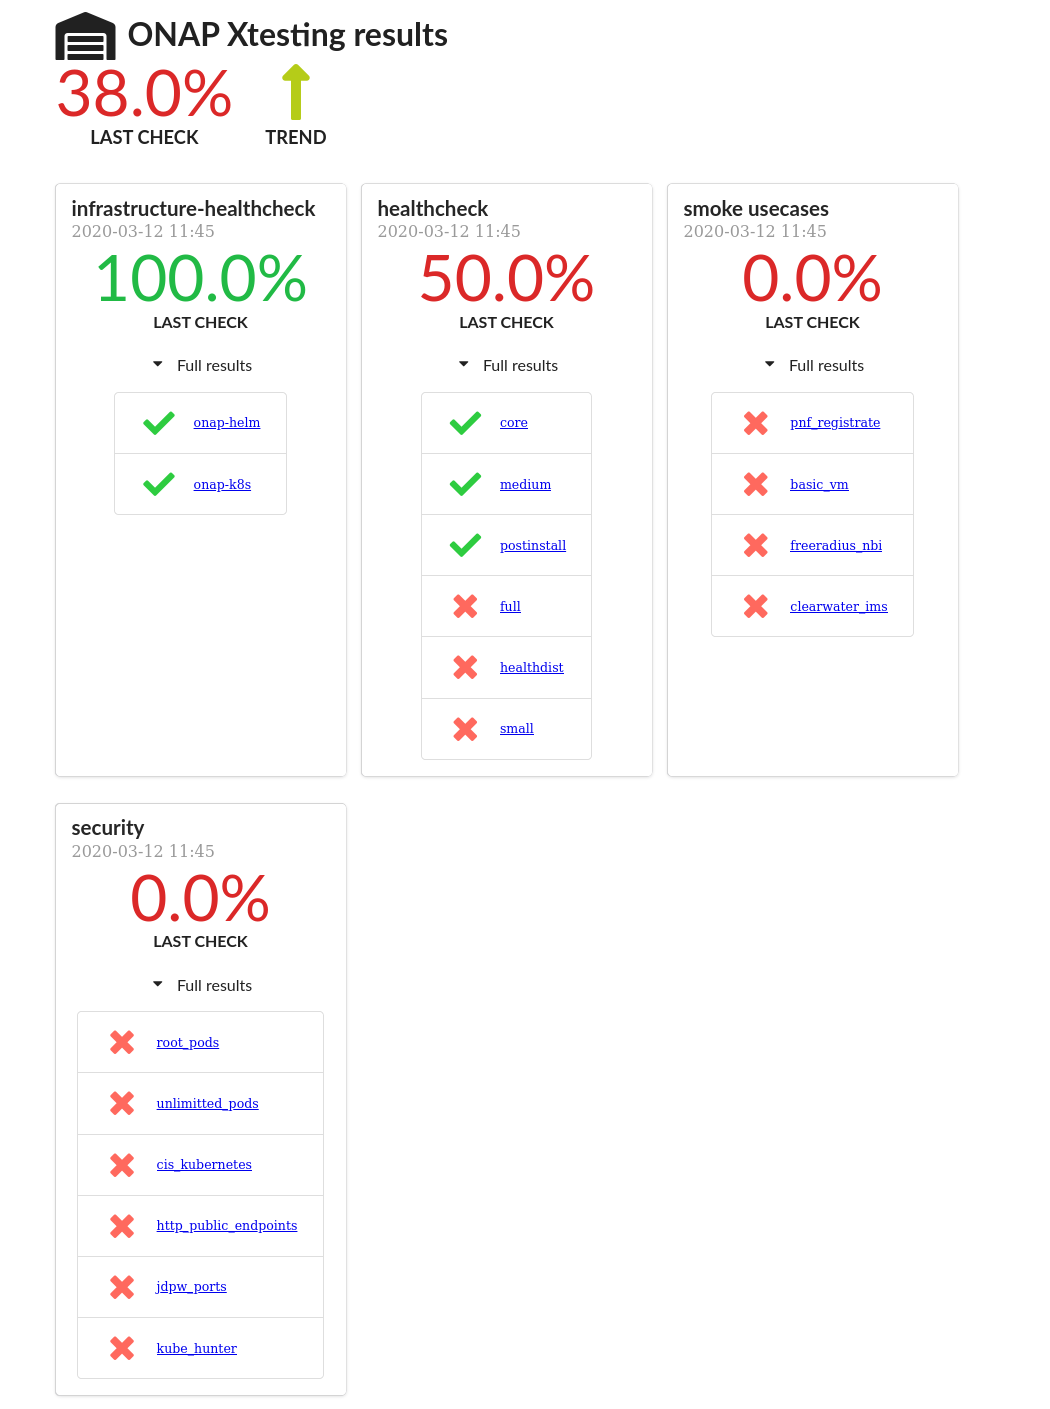 ONAP Xtesting results
38.0%
LAST CHECK
TREND
infrastructure-healthcheck
2020-03-12 11:45
100.0%
LAST CHECK
Full results
onap-helm
onap-k8s
healthcheck
2020-03-12 11:45
50.0%
LAST CHECK
Full results
core
medium
postinstall
full
healthdist
small
smoke usecases
2020-03-12 11:45
0.0%
LAST CHECK
Full results
pnf_registrate
basic_vm
freeradius_nbi
clearwater_ims
security
2020-03-12 11:45
0.0%
LAST CHECK
Full results
root_pods
unlimitted_pods
cis_kubernetes
http_public_endpoints
jdpw_ports
kube_hunter